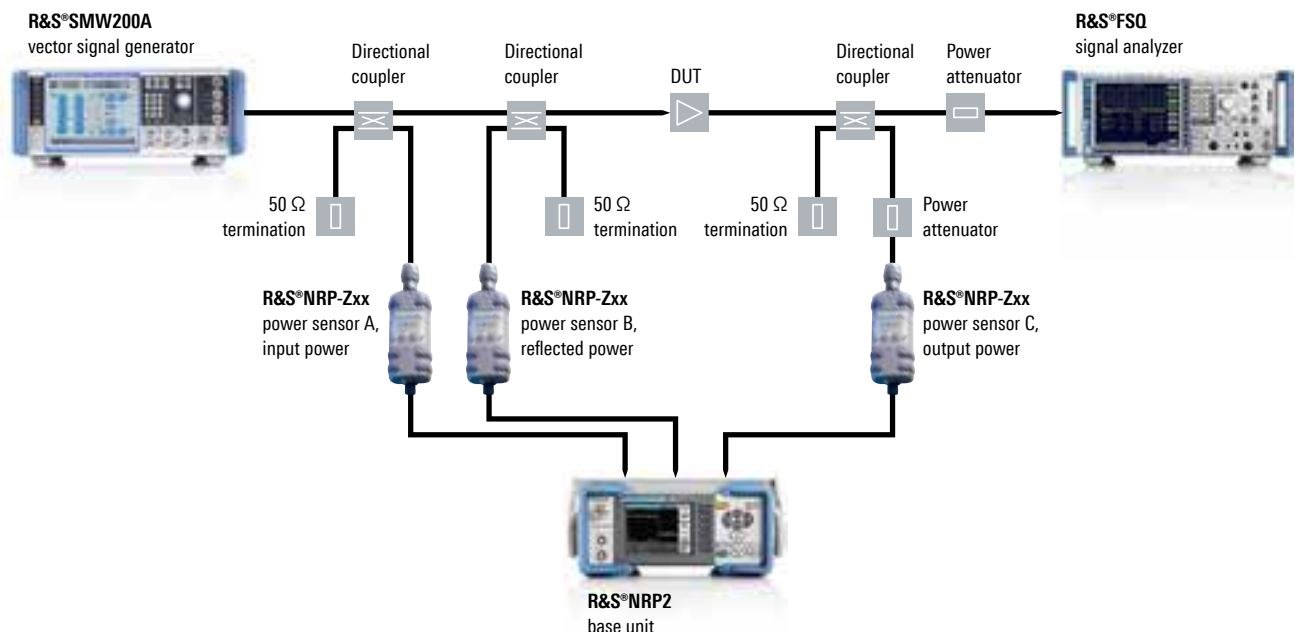 R&S®SMW200A
vector signal generator
Directional
coupler
Directional
coupler
DUT
Directional
coupler
Power
attenuator
R&S®FSQ
signal analyzer
50 Ω
termination
50 Ω
termination
50 Ω
termination
Power
attenuator
R&S®NRP-Zxx
power sensor A,
input power
R&S®NRP-Zxx
power sensor B,
reflected power
R&S®NRP-Zxx
power sensor C,
output power
R&S®NRP2
base unit